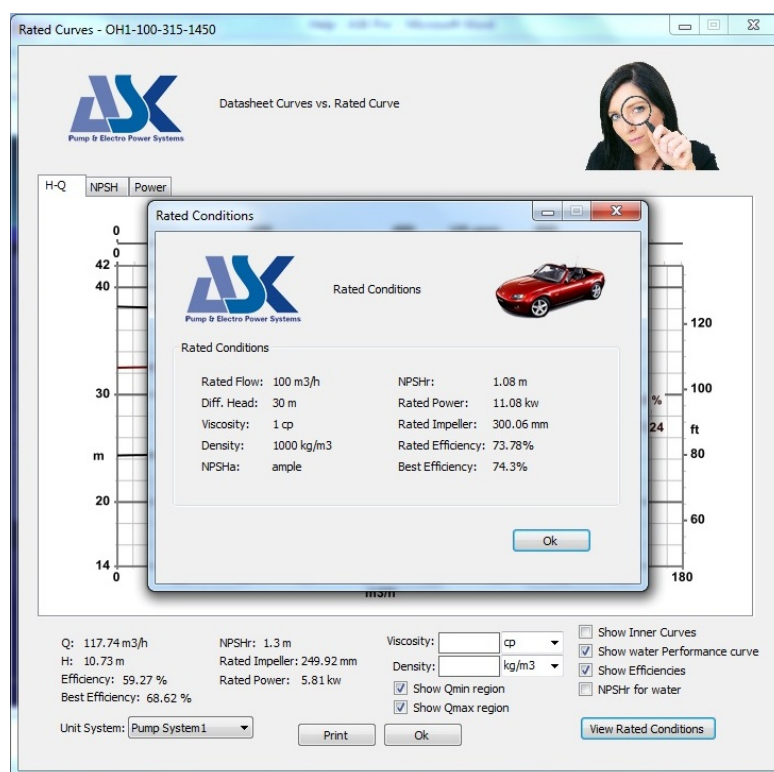 Rated Curves - OH1-100-315-1450
ASK
Pump & Electro Power Systems
Datasheet Curves vs. Rated Curve
H-Q NPSH Power
Rated Conditions
ASK
Pump & Electro Power Systems
Rated Conditions
Rated Conditions
Rated Flow: 100 m3/h NPSHr: 1.08 m
Diff. Head: 30 m Rated Power: 11.08 kw
Viscosity: 1 cp Rated Impeller: 300.06 mm
Density: 1000 kg/m3 Rated Efficiency: 73.78%
NPSHa: ample Best Efficiency: 74.3%
Ok
0
0
42
40
120
30 % 100
24 ft
m 80
20
60
14
0 180
m3/h
Q: 117.74 m3/h NPSHr: 1.3 m Viscosity: cp Show Inner Curves
H: 10.73 m Rated Impeller: 249.92 mm Density: kg/m3 Show water Performance curve
Efficiency: 59.27 % Rated Power: 5.81 kw Show Qmin region Show Efficiencies
Best Efficiency: 68.62 % Show Qmax region NPSHr for water
Unit System: Pump System1 Print Ok View Rated Conditions